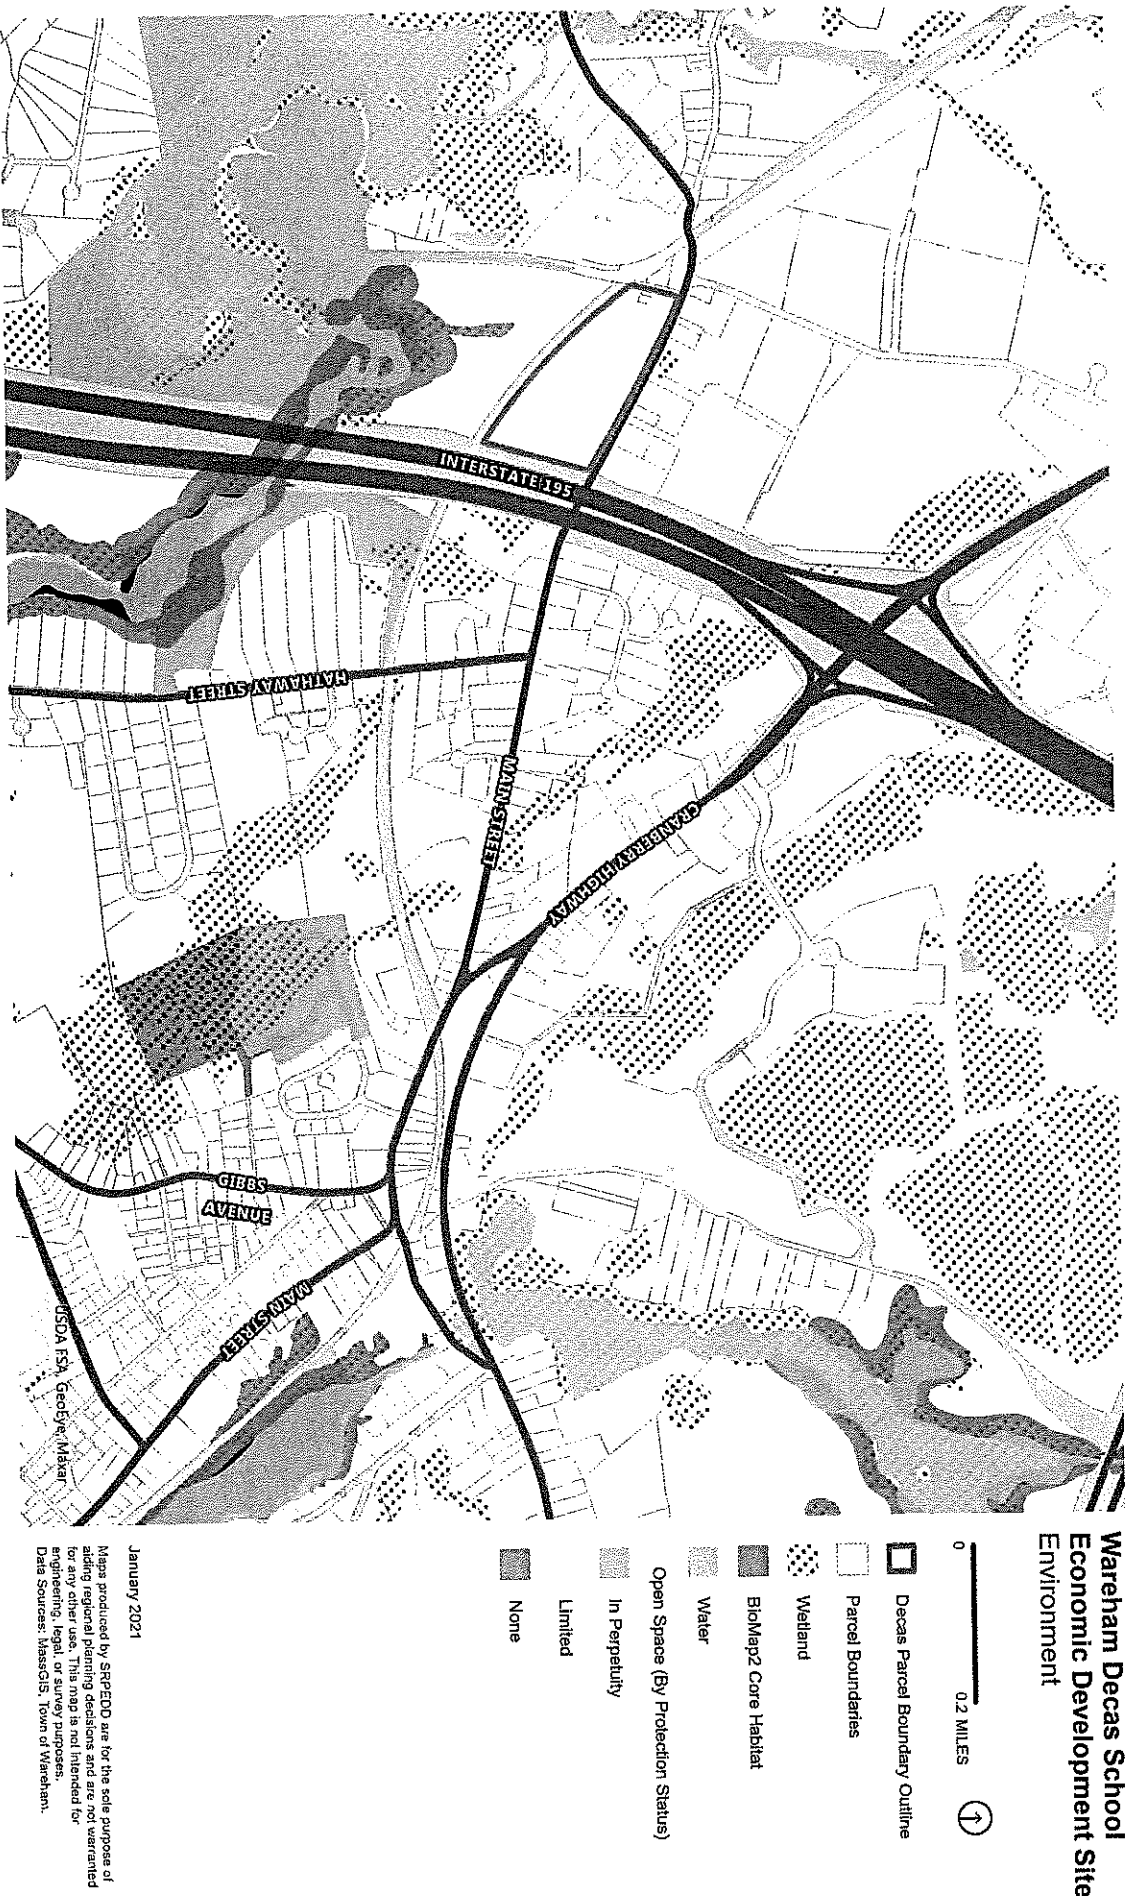 Wareham Decas School
Economic Development Site
Environment
0
0.2 MILES
Decas Parcel Boundary Outline
Parcel Boundaries
Wetland
BioMap2 Core Habitat
Water
Open Space (By Protection Status)
In Perpetuity
Limited
None
January 2021
Maps produced by SRPEDD are for the sole purpose of
aiding regional planning decisions and are not warranted
for any other use. This map is not intended for
engineering, legal, or survey purposes.
Data Sources: MassGIS, Town of Wareham.
INTERSTATE 195
HATHAWAY STREET
MAIN STREET
CRANBERRY HIGHWAY
GIBBS
AVENUE
MAIN STREET
USDA FSA, GeoEye, Maxar